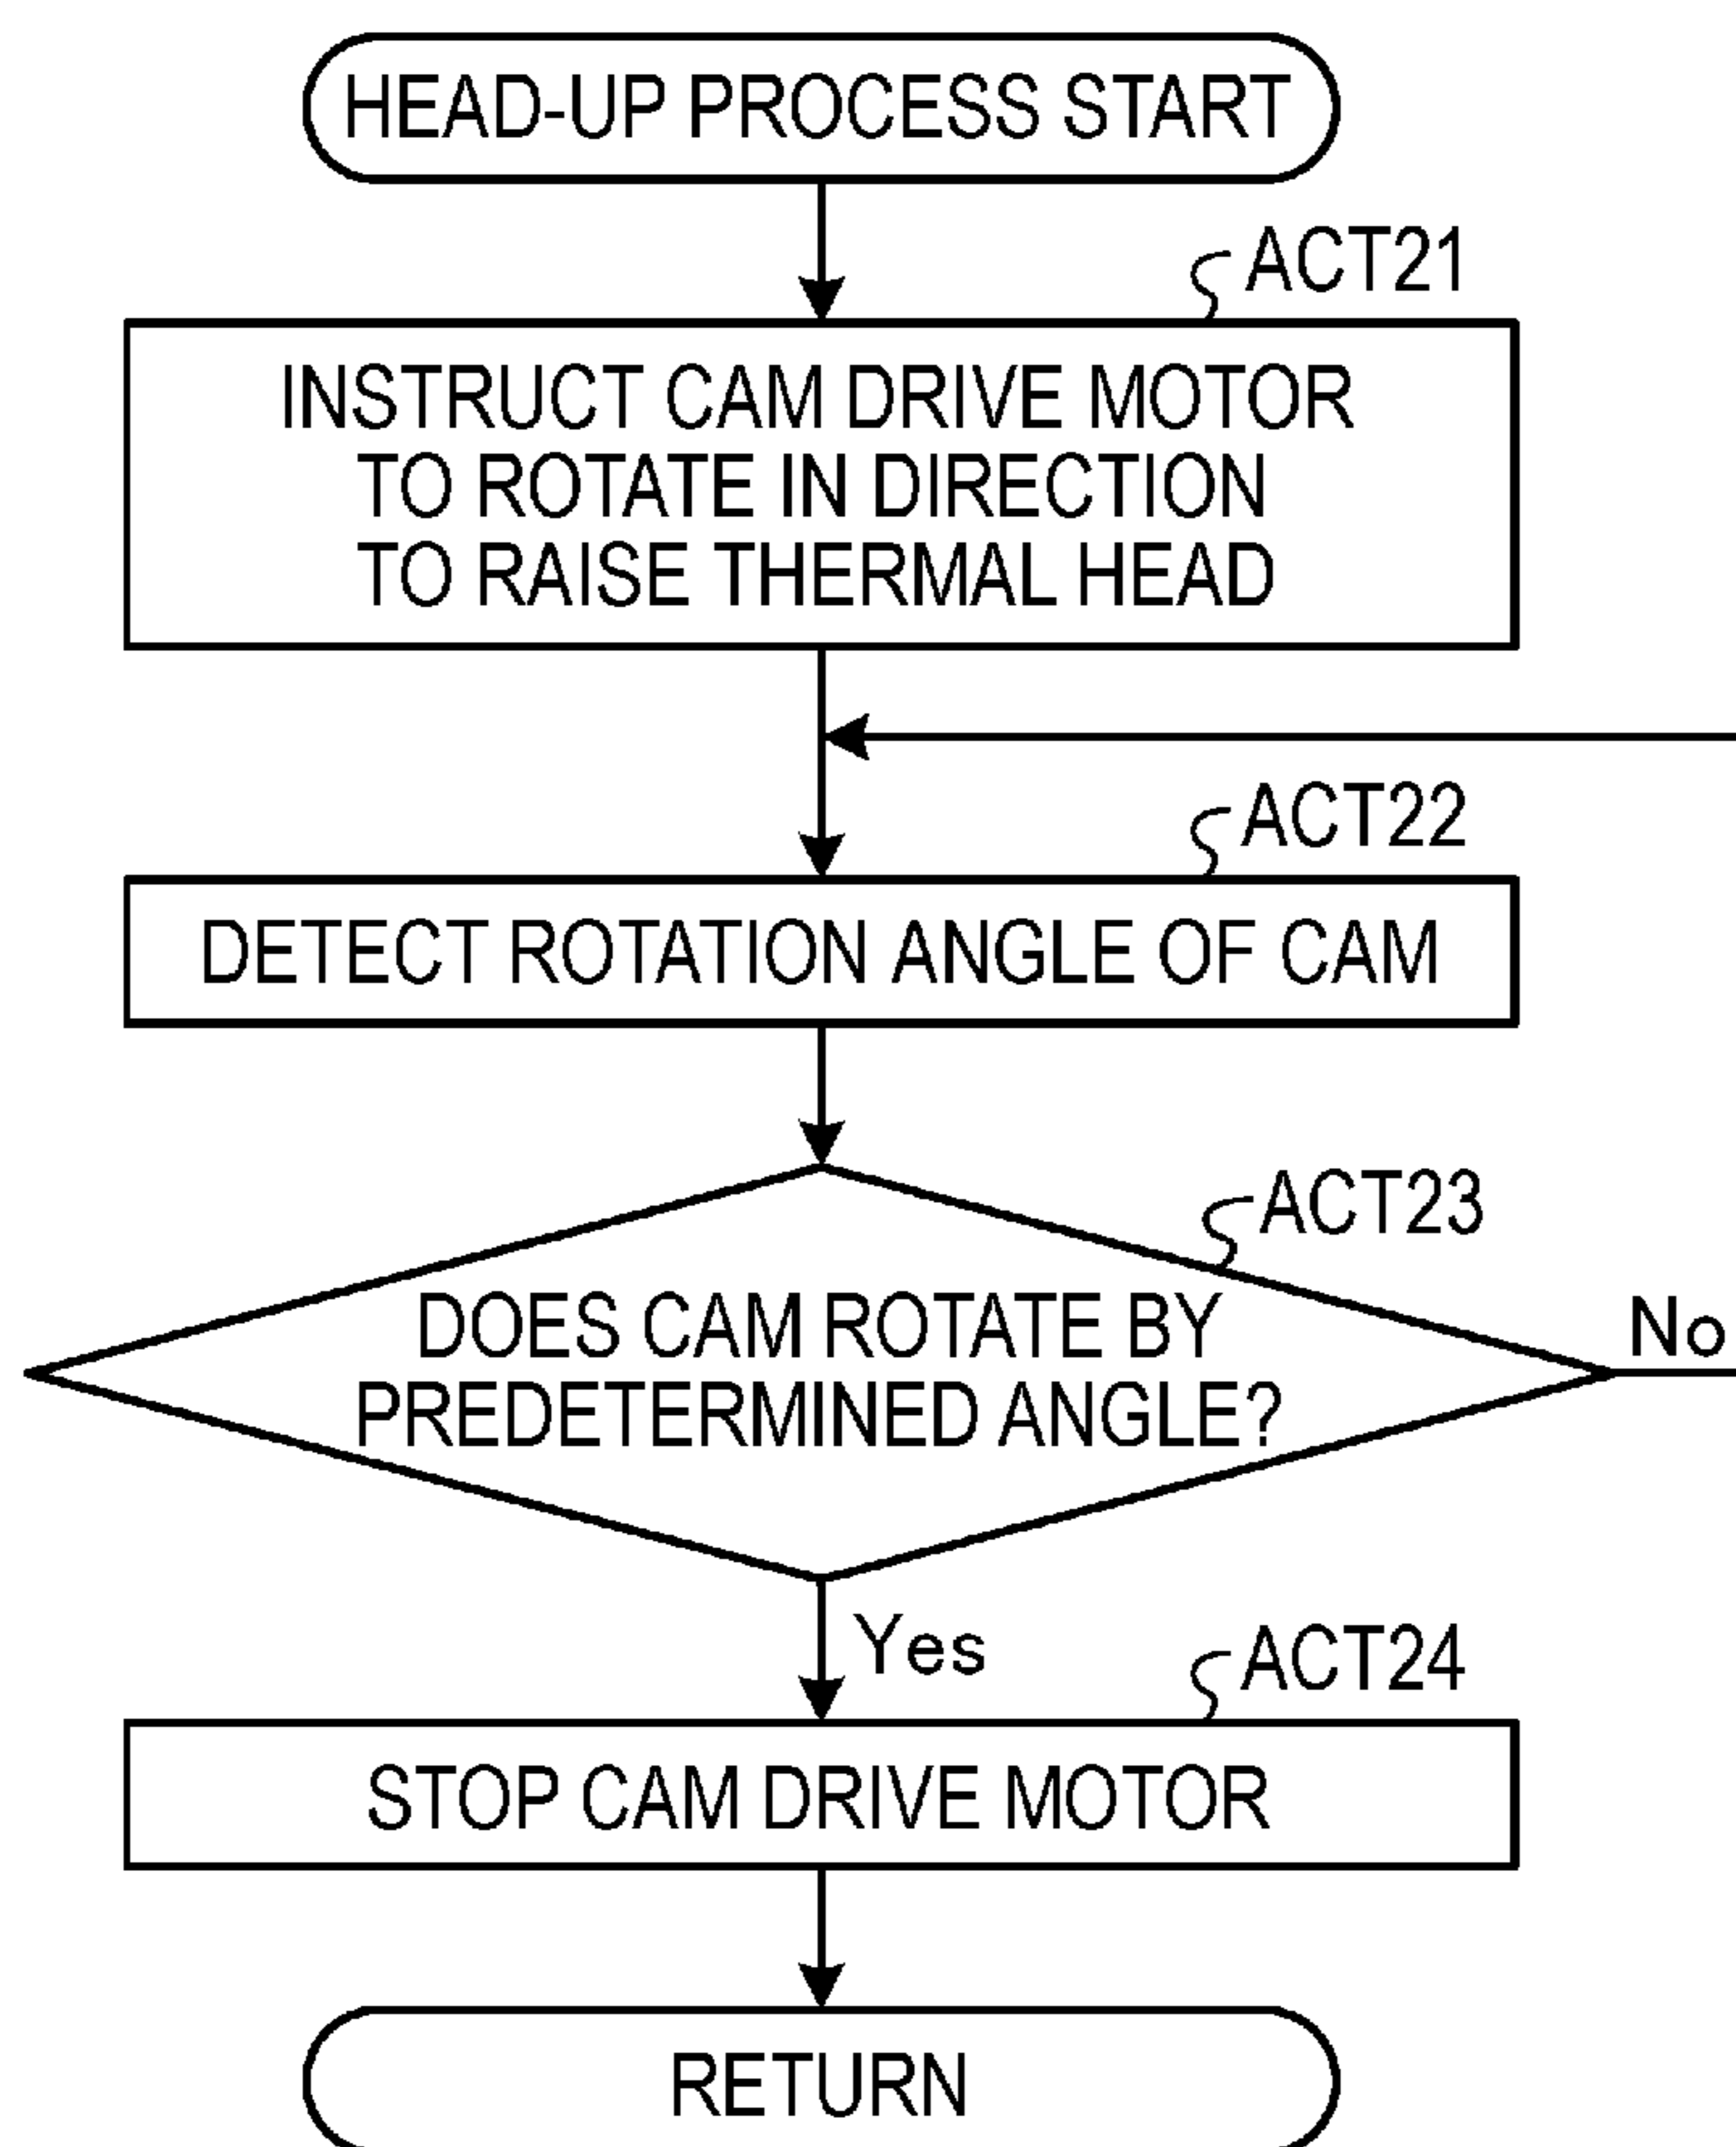 HEAD-UP PROCESS START
ACT21
INSTRUCT CAM DRIVE MOTOR
TO ROTATE IN DIRECTION
TO RAISE THERMAL HEAD
ACT22
DETECT ROTATION ANGLE OF CAM
ACT23
DOES CAM ROTATE BY
PREDETERMINED ANGLE?
No
Yes
ACT24
STOP CAM DRIVE MOTOR
RETURN